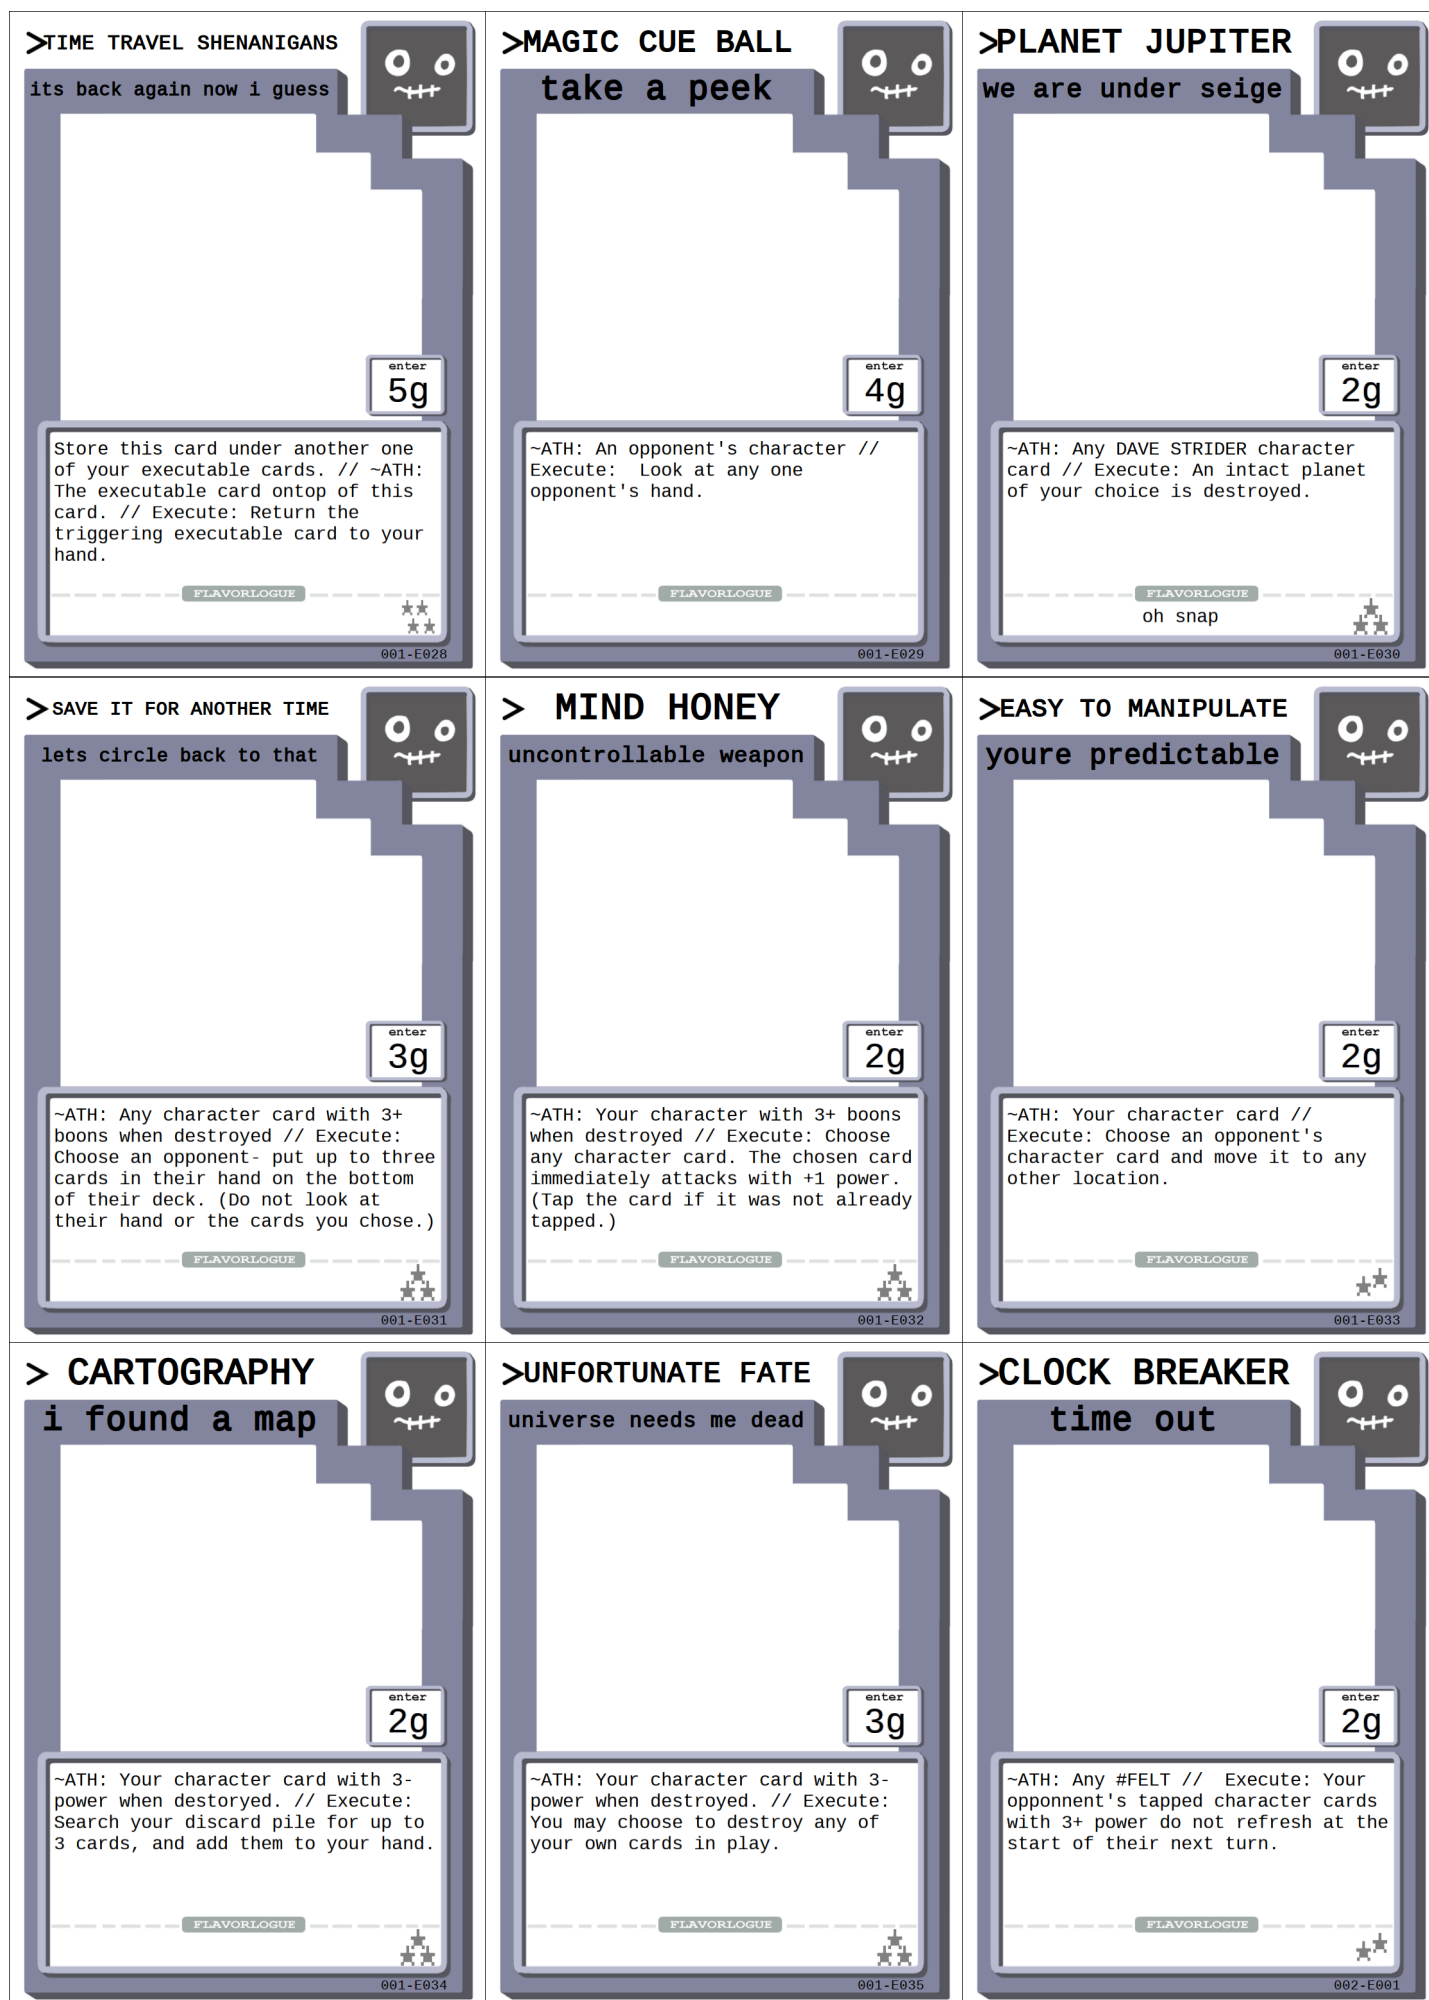 >TIME TRAVEL SHENANIGANS
its back again now i guess
enter
5g
Store this card under another one
of your executable cards. // ~ATH:
The executable card ontop of this
card. // Execute: Return the
triggering executable card to your
hand.
FLAVORLOGUE
001-E028
>MAGIC CUE BALL
take a peek
enter
4g
~ATH: An opponent's character //
Execute:  Look at any one
opponent's hand.
FLAVORLOGUE
001-E029
>PLANET JUPITER
we are under seige
enter
2g
~ATH: Any DAVE STRIDER character
card // Execute: An intact planet
of your choice is destroyed.
FLAVORLOGUE
oh snap
001-E030
>SAVE IT FOR ANOTHER TIME
lets circle back to that
enter
3g
~ATH: Any character card with 3+
boons when destroyed // Execute:
Choose an opponent- put up to three
cards in their hand on the bottom
of their deck. (Do not look at
their hand or the cards you chose.)
FLAVORLOGUE
001-E031
> MIND HONEY
uncontrollable weapon
enter
2g
~ATH: Your character with 3+ boons
when destroyed // Execute: Choose
any character card. The chosen card
immediately attacks with +1 power.
(Tap the card if it was not already
tapped.)
FLAVORLOGUE
001-E032
>EASY TO MANIPULATE
youre predictable
enter
2g
~ATH: Your character card //
Execute: Choose an opponent's
character card and move it to any
other location.
FLAVORLOGUE
001-E033
> CARTOGRAPHY
i found a map
enter
2g
~ATH: Your character card with 3-
power when destoryed. // Execute:
Search your discard pile for up to
3 cards, and add them to your hand.
FLAVORLOGUE
001-E034
>UNFORTUNATE FATE
universe needs me dead
enter
3g
~ATH: Your character card with 3-
power when destroyed. // Execute:
You may choose to destroy any of
your own cards in play.
FLAVORLOGUE
001-E035
>CLOCK BREAKER
time out
enter
2g
~ATH: Any #FELT //  Execute: Your
opponnent's tapped character cards
with 3+ power do not refresh at the
start of their next turn.
FLAVORLOGUE
002-E001